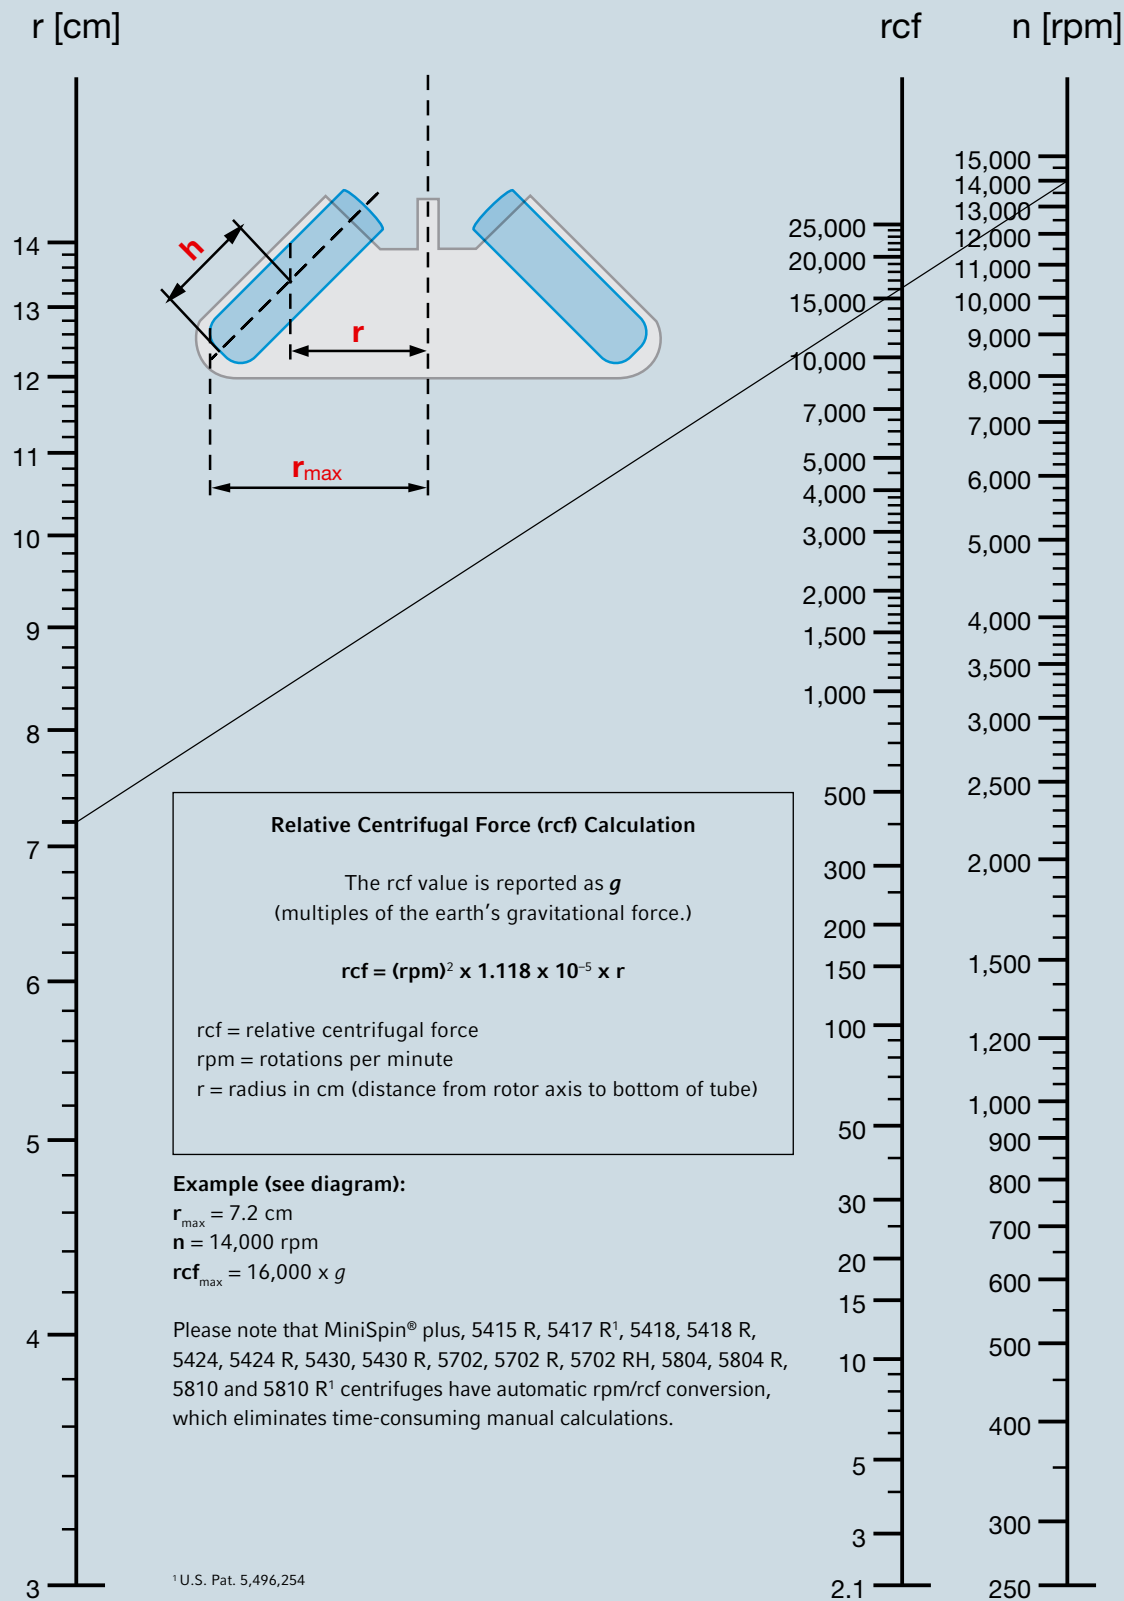 r [cm]
rcf
n [rpm]
14
13
12
11
10
9
8
7
6
5
4
3
h
r
rmax
25,000
20,000
15,000
10,000
7,000
5,000
4,000
3,000
2,000
1,500
1,000
500
300
200
150
100
50
30
20
15
10
5
3
2.1
15,000
14,000
13,000
12,000
11,000
10,000
9,000
8,000
7,000
6,000
5,000
4,000
3,500
3,000
2,500
2,000
1,500
1,200
1,000
900
800
700
600
500
400
300
250
Relative Centrifugal Force (rcf) Calculation
The rcf value is reported as g
(multiples of the earth’s gravitational force.)
rcf = (rpm)² x 1.118 x 10⁻⁵ x r
rcf = relative centrifugal force
rpm = rotations per minute
r = radius in cm (distance from rotor axis to bottom of tube)
Example (see diagram):
rmax = 7.2 cm
n = 14,000 rpm
rcfmax = 16,000 x g
Please note that MiniSpin® plus, 5415 R, 5417 R¹, 5418, 5418 R,
5424, 5424 R, 5430, 5430 R, 5702, 5702 R, 5702 RH, 5804, 5804 R,
5810 and 5810 R¹ centrifuges have automatic rpm/rcf conversion,
which eliminates time-consuming manual calculations.
¹ U.S. Pat. 5,496,254